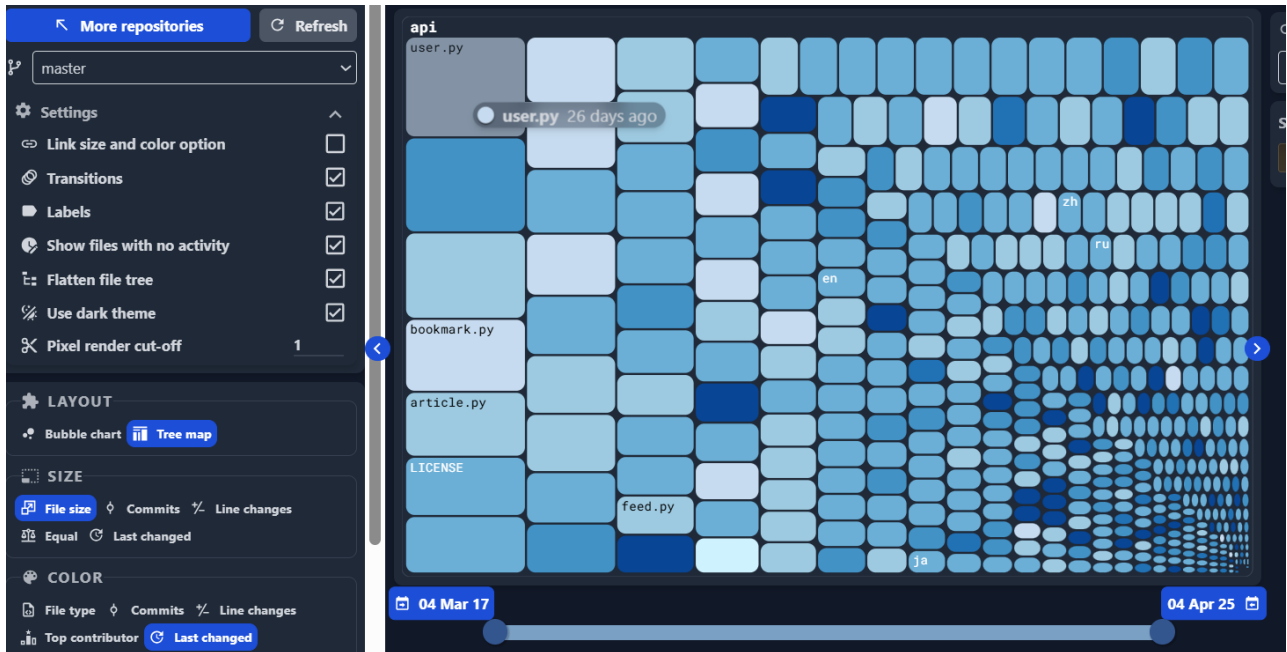 More repositories
Refresh
master
Settings
Link size and color option
Transitions
Labels
Show files with no activity
Flatten file tree
Use dark theme
Pixel render cut-off 1
LAYOUT
Bubble chart Tree map
SIZE
File size Commits Line changes
Equal Last changed
COLOR
File type Commits Line changes
Top contributor Last changed
api
user.py
user.py 26 days ago
zh
ru
en
bookmark.py
article.py
LICENSE
feed.py
ja
04 Mar 17
04 Apr 25